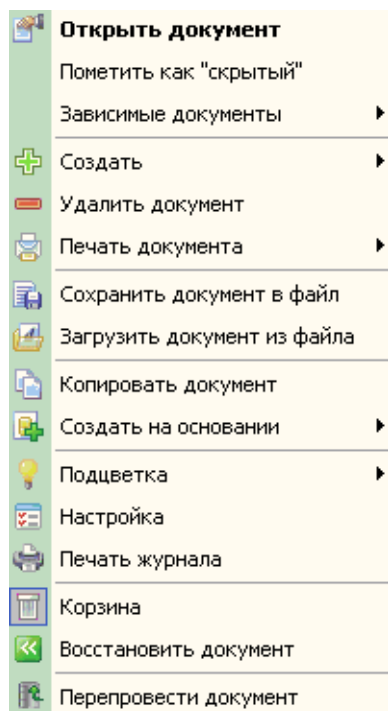 Открыть документ
Пометить как "скрытый"
Зависимые документы
Создать
Удалить документ
Печать документа
Сохранить документ в файл
Загрузить документ из файла
Копировать документ
Создать на основании
Подцветка
Настройка
Печать журнала
Корзина
Восстановить документ
Перепровести документ